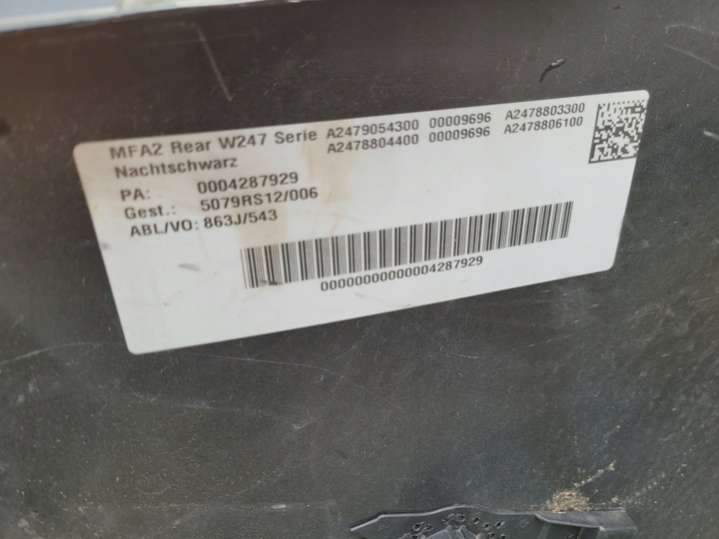 MFA2 Rear W247 Serie A2479054300 00009696 A2478803300
Nachtschwarz A2478804400 00009696 A2478806100
PA: 0004287929
Gest.: 5079RS12/006
ABL/VO: 863J/543
00000000000004287929